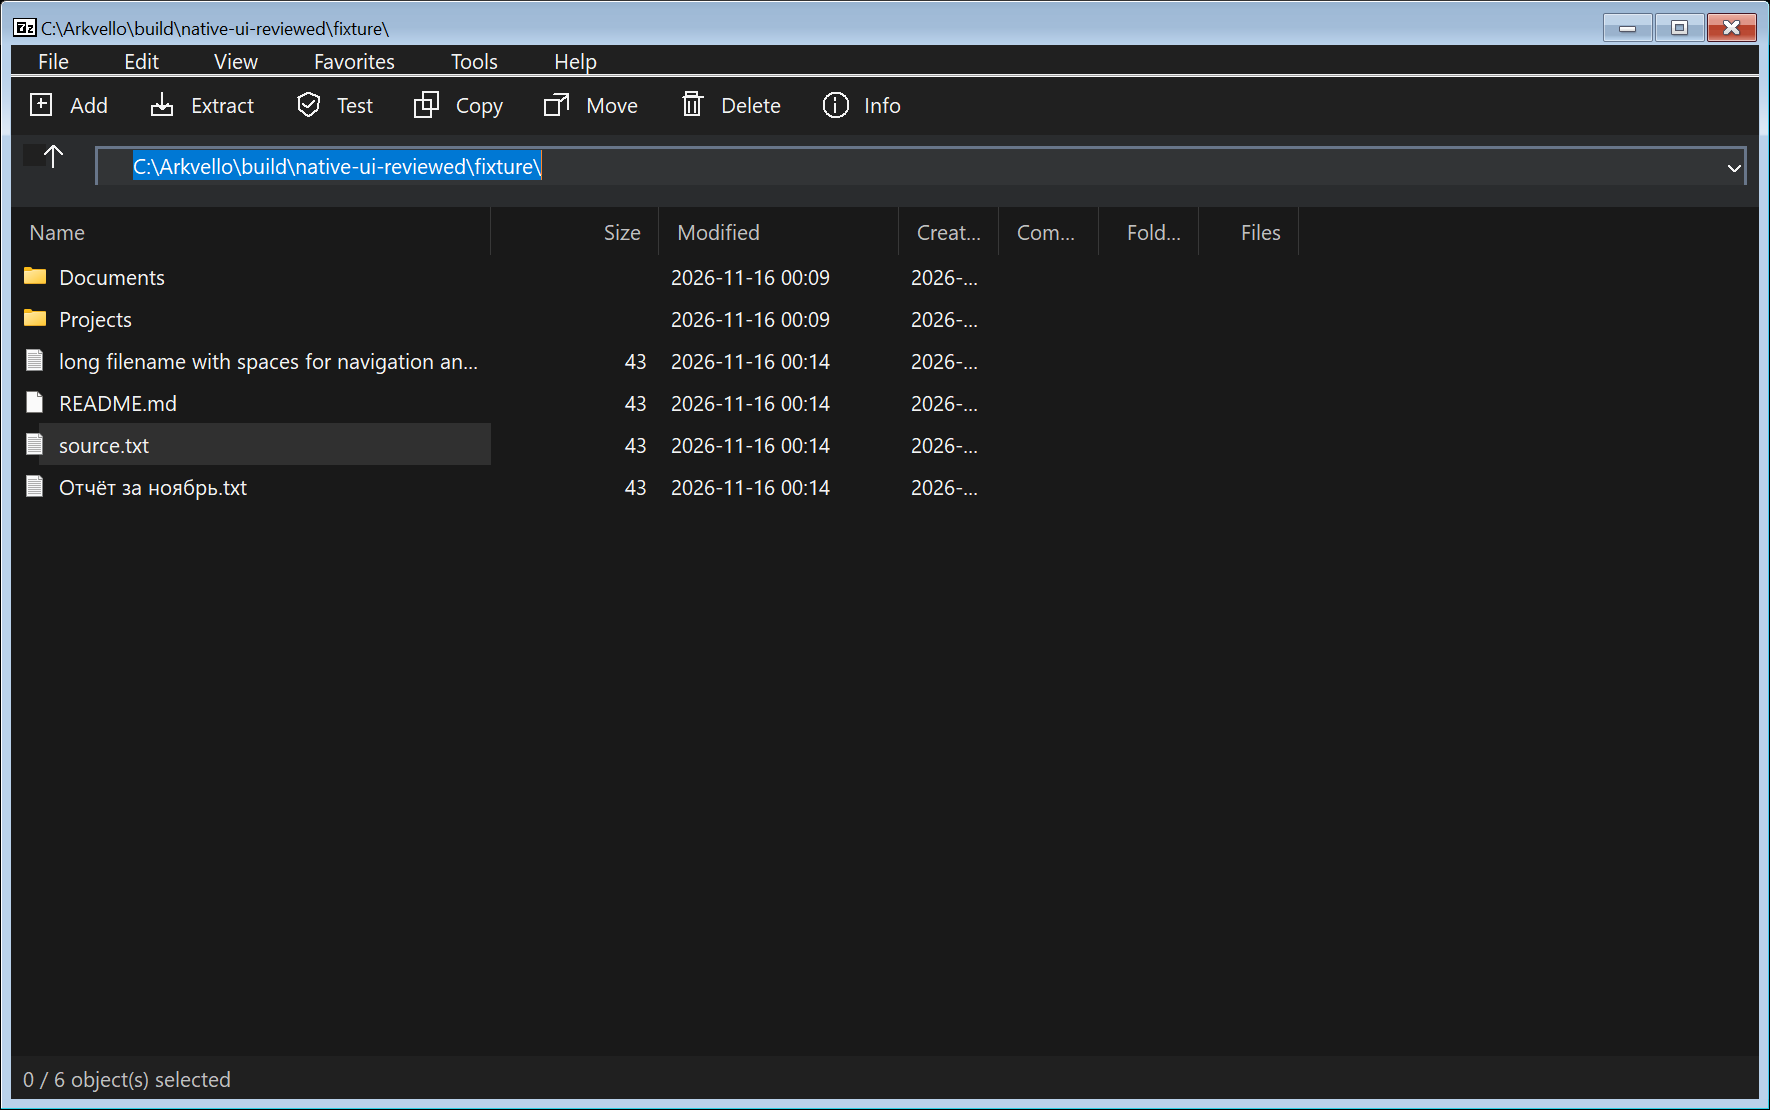 7z C:\Arkvello\build\native-ui-reviewed\fixture\
File Edit View Favorites Tools Help
Add Extract Test Copy Move Delete Info
C:\Arkvello\build\native-ui-reviewed\fixture\
Name Size Modified Creat... Com... Fold... Files
Documents 2026-11-16 00:09 2026-...
Projects 2026-11-16 00:09 2026-...
long filename with spaces for navigation an... 43 2026-11-16 00:14 2026-...
README.md 43 2026-11-16 00:14 2026-...
source.txt 43 2026-11-16 00:14 2026-...
Отчёт за ноябрь.txt 43 2026-11-16 00:14 2026-...
0 / 6 object(s) selected